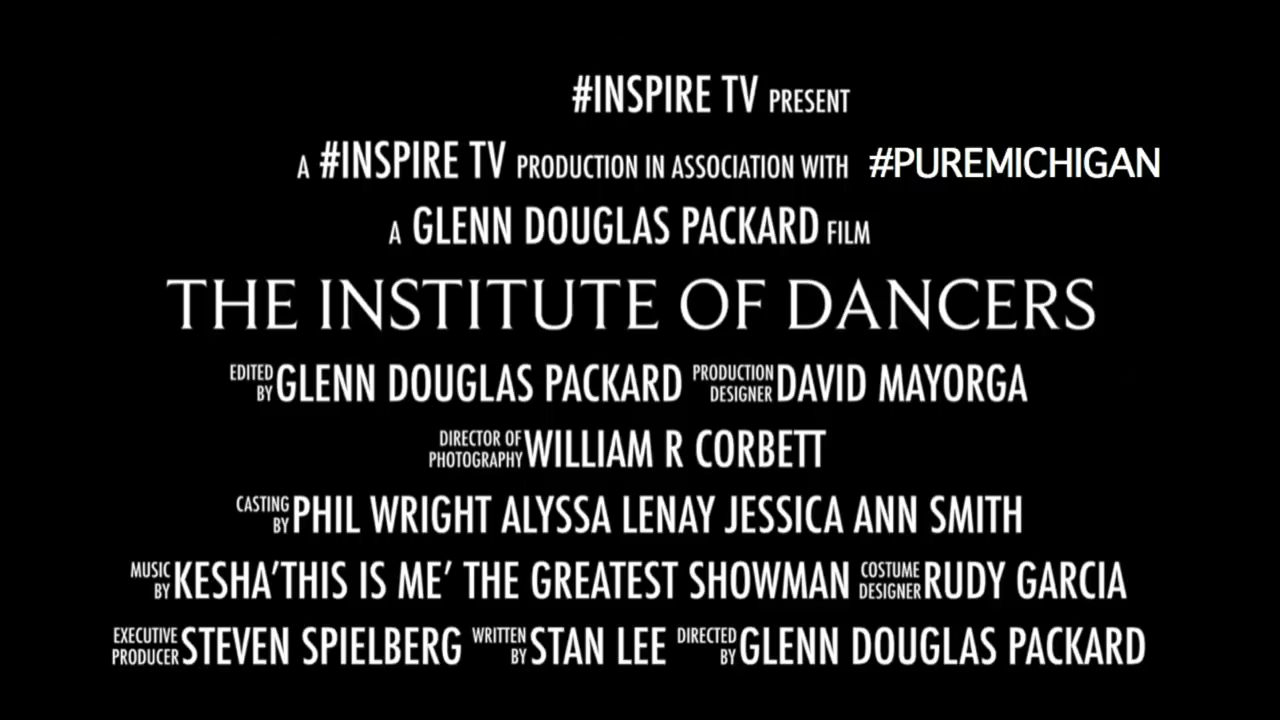 #INSPIRE TV PRESENT
A #INSPIRE TV PRODUCTION IN ASSOCIATION WITH #PUREMICHIGAN
A GLENN DOUGLAS PACKARD FILM
THE INSTITUTE OF DANCERS
EDITED BY GLENN DOUGLAS PACKARD PRODUCTION DESIGNER DAVID MAYORGA
DIRECTOR OF PHOTOGRAPHY WILLIAM R CORBETT
CASTING BY PHIL WRIGHT ALYSSA LENAY JESSICA ANN SMITH
MUSIC BY KESHA'THIS IS ME' THE GREATEST SHOWMAN COSTUME DESIGNER RUDY GARCIA
EXECUTIVE PRODUCER STEVEN SPIELBERG WRITTEN BY STAN LEE DIRECTED BY GLENN DOUGLAS PACKARD